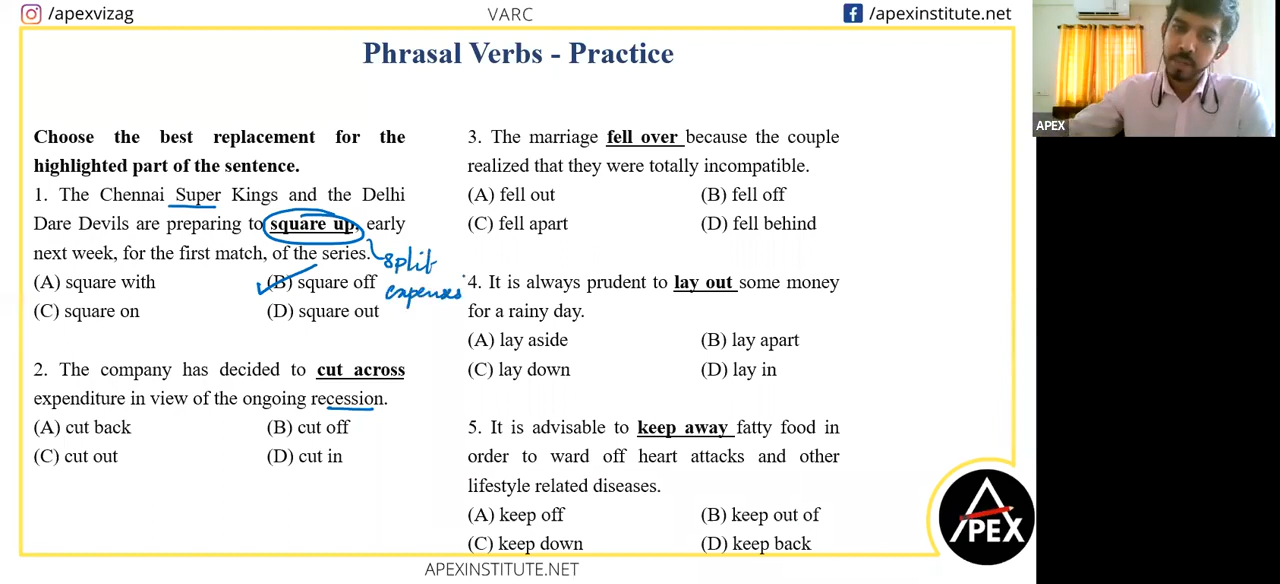 /apexvizag
VARC
/apexinstitute.net
Phrasal Verbs - Practice
Choose the best replacement for the
highlighted part of the sentence.
1. The Chennai Super Kings and the Delhi
Dare Devils are preparing to square up, early
next week, for the first match, of the series.
split
expenses
(A) square with
(B) square off
(C) square on
(D) square out
2. The company has decided to cut across
expenditure in view of the ongoing recession.
(A) cut back
(B) cut off
(C) cut out
(D) cut in
3. The marriage fell over because the couple
realized that they were totally incompatible.
(A) fell out
(B) fell off
(C) fell apart
(D) fell behind
4. It is always prudent to lay out some money
for a rainy day.
(A) lay aside
(B) lay apart
(C) lay down
(D) lay in
5. It is advisable to keep away fatty food in
order to ward off heart attacks and other
lifestyle related diseases.
(A) keep off
(B) keep out of
(C) keep down
(D) keep back
APEX
APEX
APEXINSTITUTE.NET